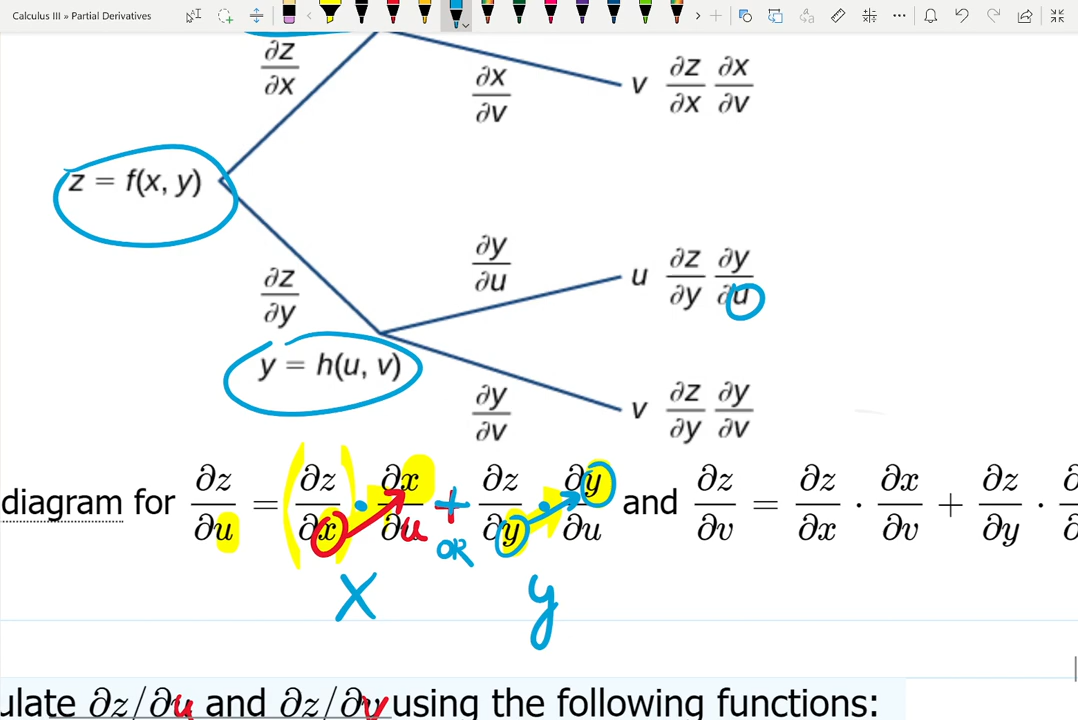 Calculus III » Partial Derivatives
∂z/∂x
∂x/∂v
v ∂z/∂x ∂x/∂v
z = f(x, y)
∂y/∂u
u ∂z/∂y ∂y/∂u
∂z/∂y
y = h(u, v)
∂y/∂v
v ∂z/∂y ∂y/∂v
diagram for ∂z/∂u = (∂z/∂x) · ∂x/∂u + ∂z/∂y · ∂y/∂u and ∂z/∂v = ∂z/∂x · ∂x/∂v + ∂z/∂y ·
OR
x y
ulate ∂z/∂u and ∂z/∂v using the following functions: